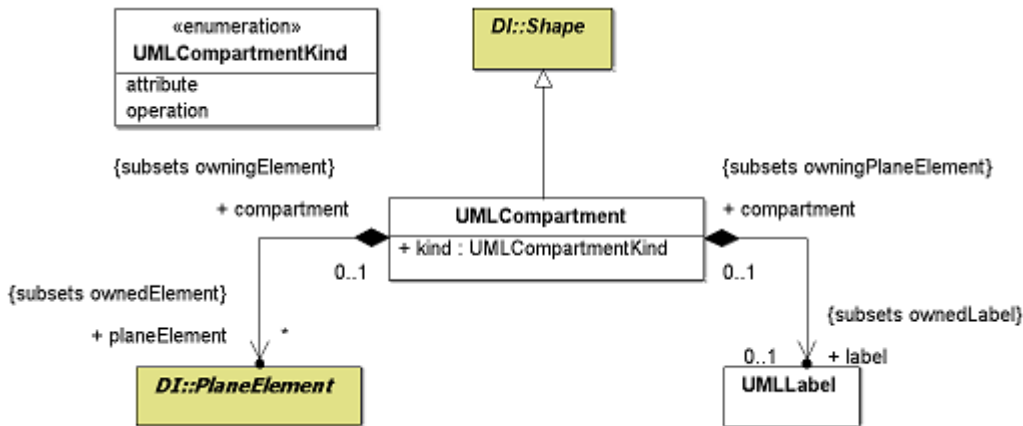 «enumeration»
UMLCompartmentKind
attribute
operation
DI::Shape
{subsets owningElement}
+ compartment
0..1
{subsets owningPlaneElement}
+ compartment
0..1
UMLCompartment
+ kind : UMLCompartmentKind
{subsets ownedElement}
+ planeElement
*
DI::PlaneElement
{subsets ownedLabel}
0..1
+ label
UMLLabel